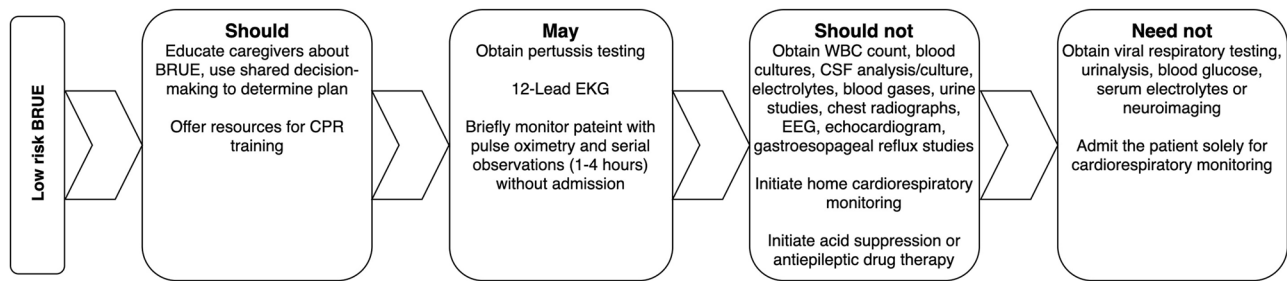 Low risk BRUE
Should
Educate caregivers about
BRUE, use shared decision-
making to determine plan
Offer resources for CPR
training
May
Obtain pertussis testing
12-Lead EKG
Briefly monitor pateint with
pulse oximetry and serial
observations (1-4 hours)
without admission
Should not
Obtain WBC count, blood
cultures, CSF analysis/culture,
electrolytes, blood gases, urine
studies, chest radiographs,
EEG, echocardiogram,
gastroesopageal reflux studies
Initiate home cardiorespiratory
monitoring
Initiate acid suppression or
antiepileptic drug therapy
Need not
Obtain viral respiratory testing,
urinalysis, blood glucose,
serum electrolytes or
neuroimaging
Admit the patient solely for
cardiorespiratory monitoring